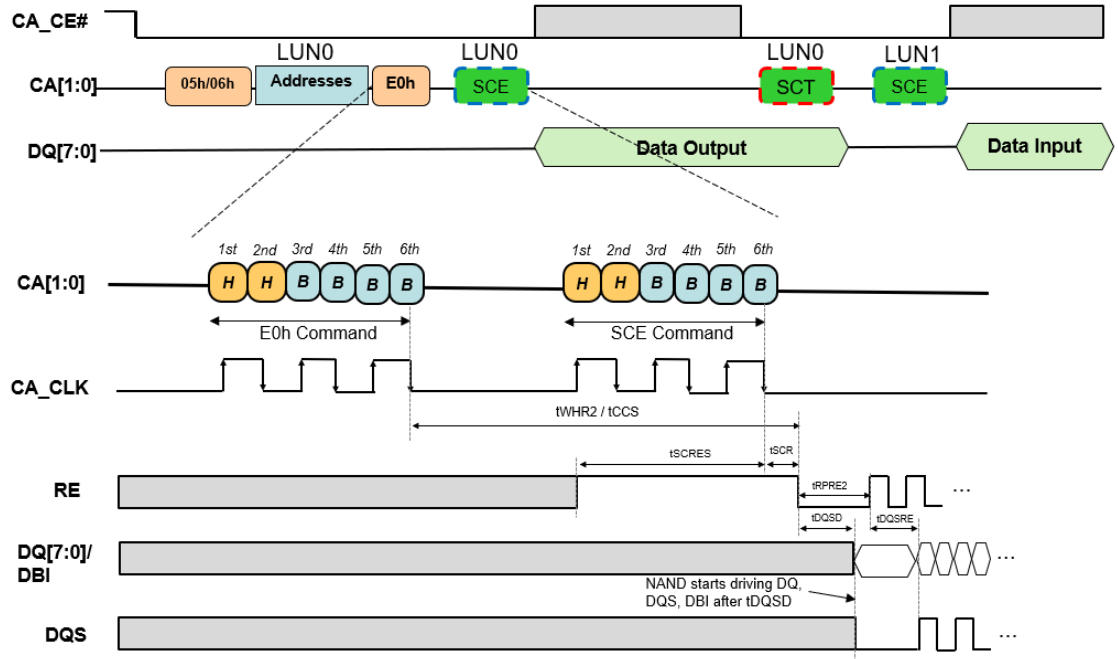 CA_CE#
LUN0 LUN0 LUN0 LUN1
CA[1:0] 05h/06h Addresses E0h SCE SCT SCE
DQ[7:0] Data Output Data Input
1st 2nd 3rd 4th 5th 6th 1st 2nd 3rd 4th 5th 6th
CA[1:0] H H B B B B H H B B B B
E0h Command SCE Command
CA_CLK
tWHR2 / tCCS
tSCRES tSCR
RE tRPRE2 ...
tDQSD tDQSRE
DQ[7:0]/
DBI ...
NAND starts driving DQ,
DQS, DBI after tDQSD
DQS ...